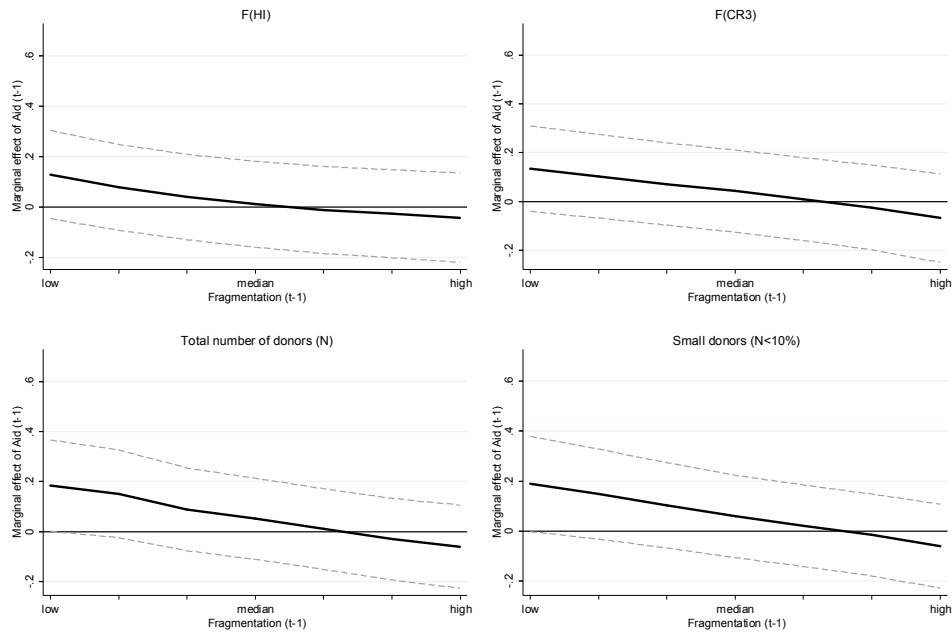 F(HI)
Marginal effect of Aid (t-1)
.6
.4
.2
0
-.2
low
median
high
Fragmentation (t-1)
F(CR3)
Marginal effect of Aid (t-1)
.6
.4
.2
0
-.2
low
median
high
Fragmentation (t-1)
Total number of donors (N)
Marginal effect of Aid (t-1)
.6
.4
.2
0
-.2
low
median
high
Fragmentation (t-1)
Small donors (N<10%)
Marginal effect of Aid (t-1)
.6
.4
.2
0
-.2
low
median
high
Fragmentation (t-1)